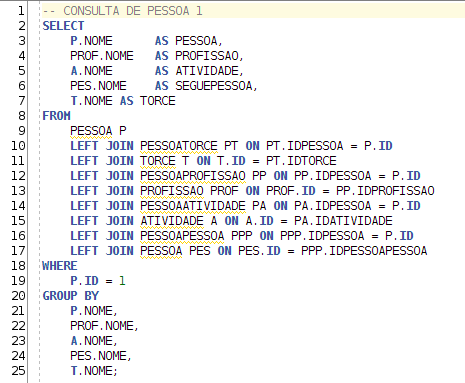 1 -- CONSULTA DE PESSOA 1
2 SELECT
3 P.NOME AS PESSOA,
4 PROF.NOME AS PROFISSAO,
5 A.NOME AS ATIVIDADE,
6 PES.NOME AS SEGUEPESSOA,
7 T.NOME AS TORCE
8 FROM
9 PESSOA P
10 LEFT JOIN PESSOATORCE PT ON PT.IDPESSOA = P.ID
11 LEFT JOIN TORCE T ON T.ID = PT.IDTORCE
12 LEFT JOIN PESSOAPROFISSAO PP ON PP.IDPESSOA = P.ID
13 LEFT JOIN PROFISSAO PROF ON PROF.ID = PP.IDPROFISSAO
14 LEFT JOIN PESSOAATIVIDADE PA ON PA.IDPESSOA = P.ID
15 LEFT JOIN ATIVIDADE A ON A.ID = PA.IDATIVIDADE
16 LEFT JOIN PESSOAPESSOA PPP ON PPP.IDPESSOA = P.ID
17 LEFT JOIN PESSOA PES ON PES.ID = PPP.IDPESSOAPESSOA
18 WHERE
19 P.ID = 1
20 GROUP BY
21 P.NOME,
22 PROF.NOME,
23 A.NOME,
24 PES.NOME,
25 T.NOME;